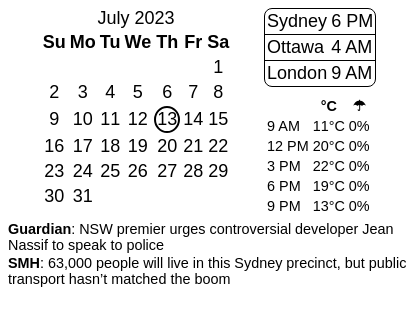 July 2023
Su Mo Tu We Th Fr Sa
1
2 3 4 5 6 7 8
9 10 11 12 13 14 15
16 17 18 19 20 21 22
23 24 25 26 27 28 29
30 31
Sydney 6 PM
Ottawa 4 AM
London 9 AM
°C ☂
9 AM 11°C 0%
12 PM 20°C 0%
3 PM 22°C 0%
6 PM 19°C 0%
9 PM 13°C 0%
Guardian: NSW premier urges controversial developer Jean
Nassif to speak to police
SMH: 63,000 people will live in this Sydney precinct, but public
transport hasn’t matched the boom